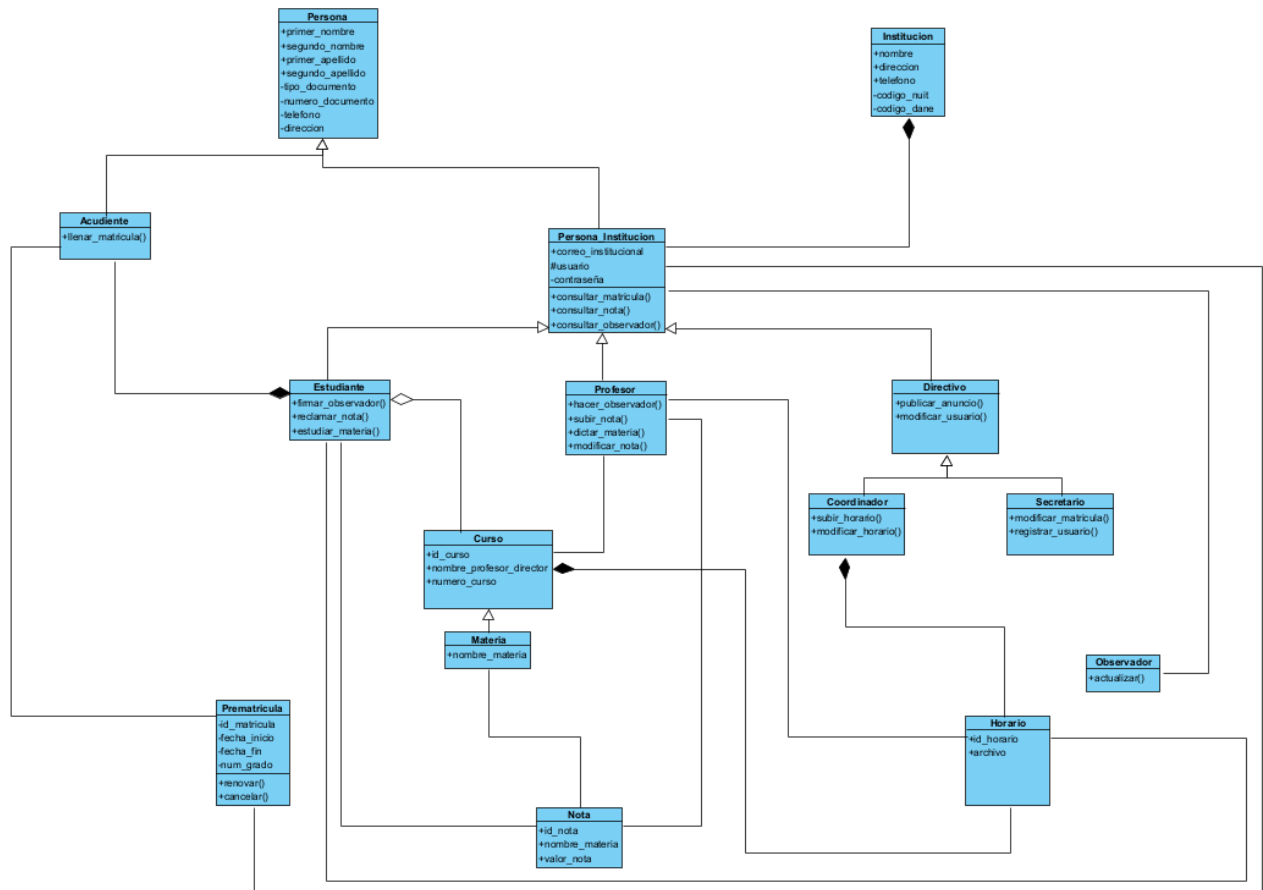 Persona
+primer_nombre
+segundo_nombre
+primer_apellido
+segundo_apellido
-tipo_documento
-numero_documento
-telefono
-direccion
Institucion
+nombre
+direccion
+telefono
-codigo_nuit
-codigo_dane
Acudiente
+llenar_matricula()
Persona_Institucion
+correo_institucional
#usuario
-contraseña
+consultar_matricula()
+consultar_nota()
+consultar_observador()
Estudiante
+firmar_observador()
+reclamar_nota()
+estudiar_materia()
Profesor
+hacer_observador()
+subir_nota()
+dictar_materia()
+modificar_nota()
Directivo
+publicar_anuncio()
+modificar_usuario()
Coordinador
+subir_horario()
+modificar_horario()
Secretario
+modificar_matricula()
+registrar_usuario()
Curso
+id_curso
+nombre_profesor_director
+numero_curso
Materia
+nombre_materia
Observador
+actualizar()
Prematricula
-id_matricula
-fecha_inicio
-fecha_fin
-num_grado
+renovar()
+cancelar()
Horario
+id_horario
+archivo
Nota
+id_nota
+nombre_materia
+valor_nota